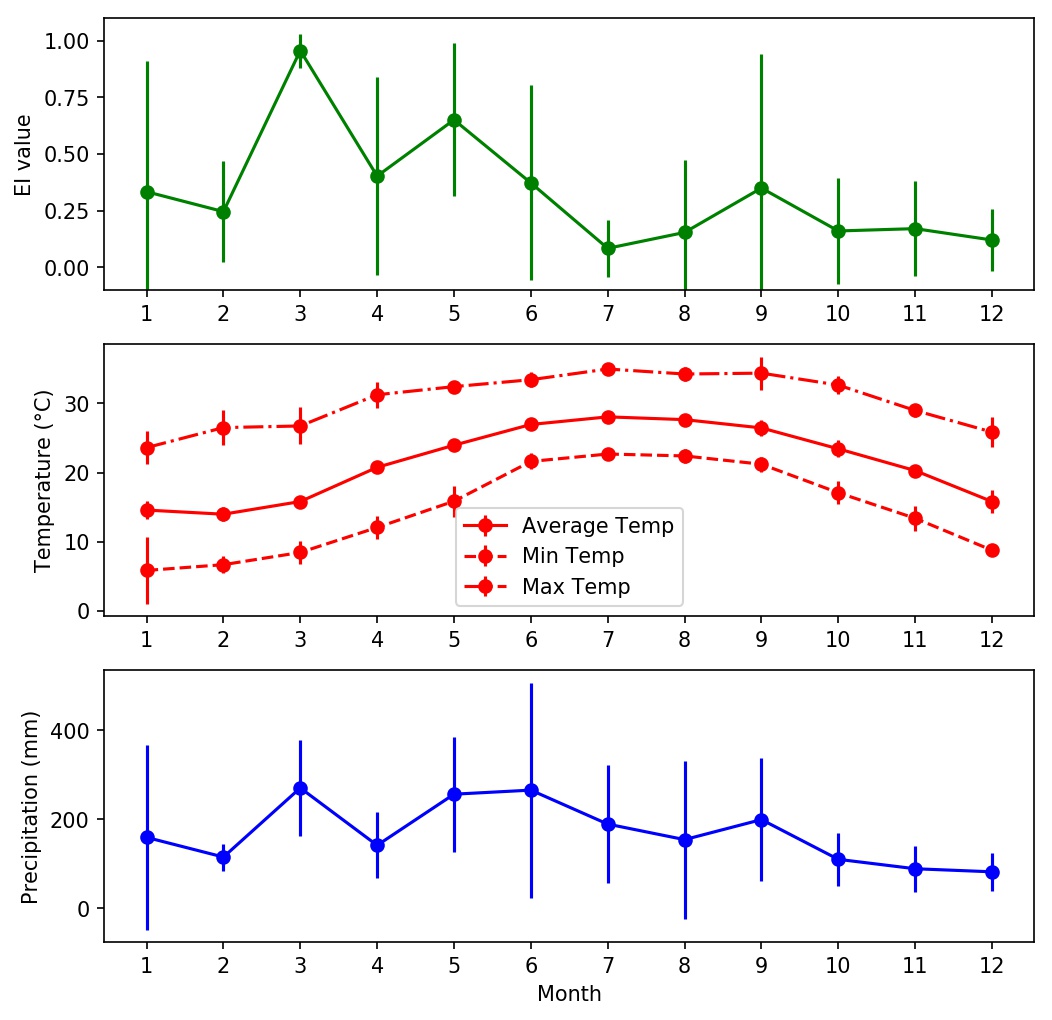 EI value
1.00
0.75
0.50
0.25
0.00
1 2 3 4 5 6 7 8 9 10 11 12
Temperature (°C)
30
20
10
0
Average Temp
Min Temp
Max Temp
1 2 3 4 5 6 7 8 9 10 11 12
Precipitation (mm)
400
200
0
1 2 3 4 5 6 7 8 9 10 11 12
Month